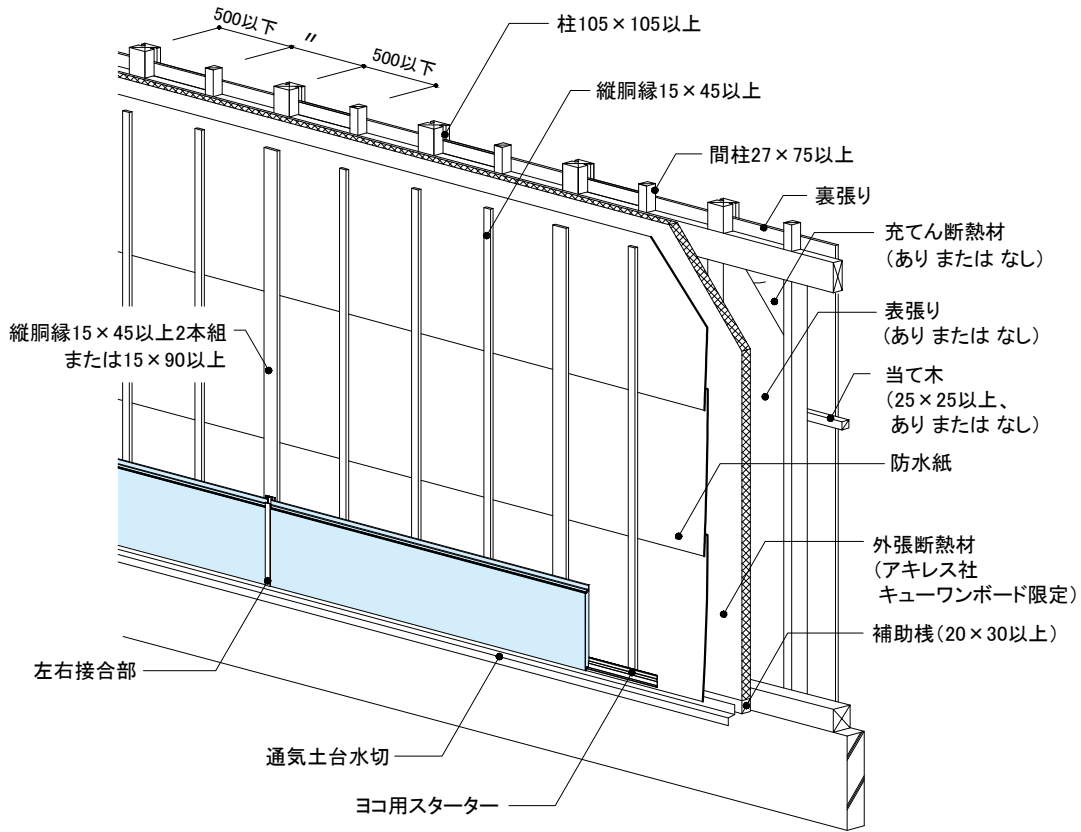 500以下
〃
500以下
柱105×105以上
縦胴縁15×45以上
間柱27×75以上
裏張り
充てん断熱材
(あり または なし)
表張り
(あり または なし)
当て木
(25×25以上、
あり または なし)
縦胴縁15×45以上2本組
または15×90以上
防水紙
外張断熱材
(アキレス社
キューワンボード限定)
補助桟(20×30以上)
左右接合部
通気土台水切
ヨコ用スターター